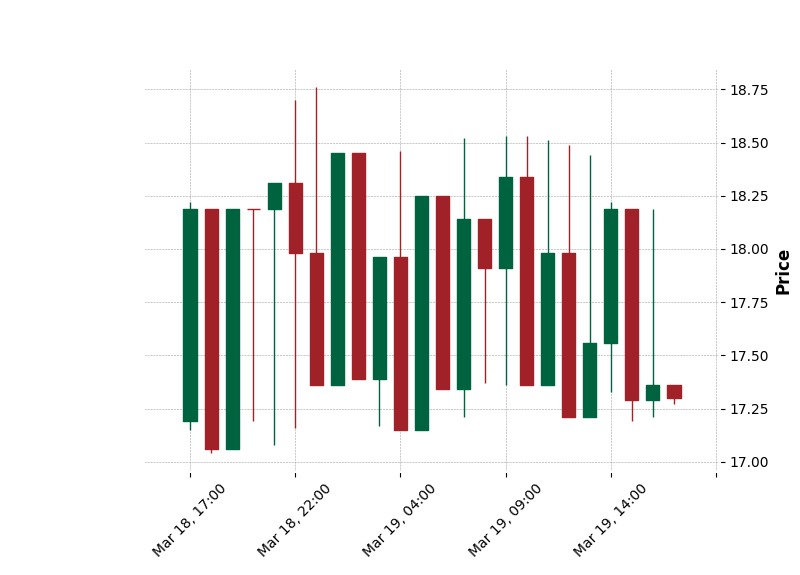 18.75
18.50
18.25
18.00
17.75
17.50
17.25
17.00
Price
Mar 18, 17:00
Mar 18, 22:00
Mar 19, 04:00
Mar 19, 09:00
Mar 19, 14:00